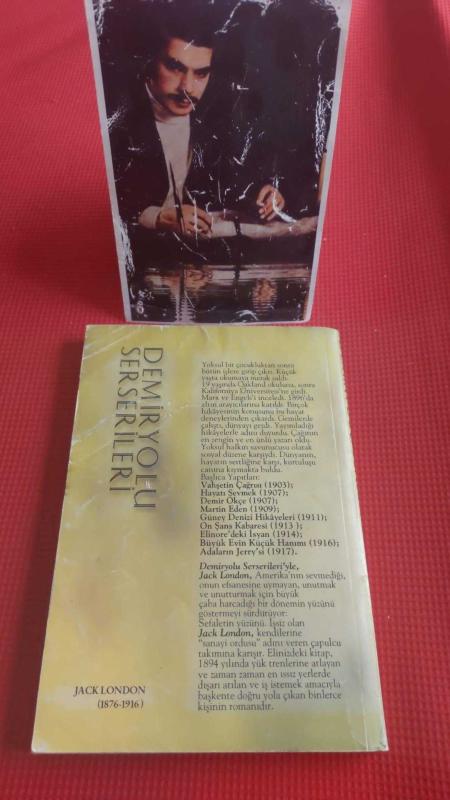 DEMİRYOLU
SERSERİLERİ
Yoksul bir çocukluktan sonra
bütün işlere girip çıktı. Küçük
yaşta okumaya merak saldı.
19 yaşında Oakland okuluna, sonra
Kaliforniya Üniversitesi'ne girdi.
Marx ve Engels'i inceledi. 1896'da
altın arayıcılarına katıldı. Birçok
hikâyesinin konusunu bu hayat
deneylerinden çıkardı. Gemilerde
çalıştı, dünyayı gezdi. Yayımladığı
hikâyelerle adını duyurdu. Çağının
en zengin ve en ünlü yazarı oldu.
Yoksul halkın savunucusu olarak
sosyal düzene karşıydı. Dünyanın,
hayatın sertliğine karşı, kurtuluşu
canına kıymakta buldu.
Başlıca Yapıtları:
Vahşetin Çağrısı (1903);
Hayatı Sevmek (1907);
Demir Ökçe (1907);
Martin Eden (1909);
Güney Denizi Hikâyeleri (1911);
On Şans Kabaresi (1913 );
Elinore'deki İsyan (1914);
Büyük Evin Küçük Hanımı (1916);
Adaların Jerry'si (1917).
Demiryolu Serserileri'yle,
Jack London, Amerika'nın sevmediği,
onun efsanesine uymayan, unutmak
ve unutturmak için büyük
çaba harcadığı bir dönemin yüzünü
göstermeyi sürdürüyor:
Sefaletin yüzünü. İşsiz olan
Jack London, kendilerine
"sanayi ordusu" adını veren çapulcu
takımına karışır. Elinizdeki kitap,
1894 yılında yük trenlerine atlayan
ve zaman zaman en ıssız yerlerde
dışarı atılan ve iş istemek amacıyla
başkente doğru yola çıkan binlerce
kişinin romanıdır.
JACK LONDON
(1876-1916)